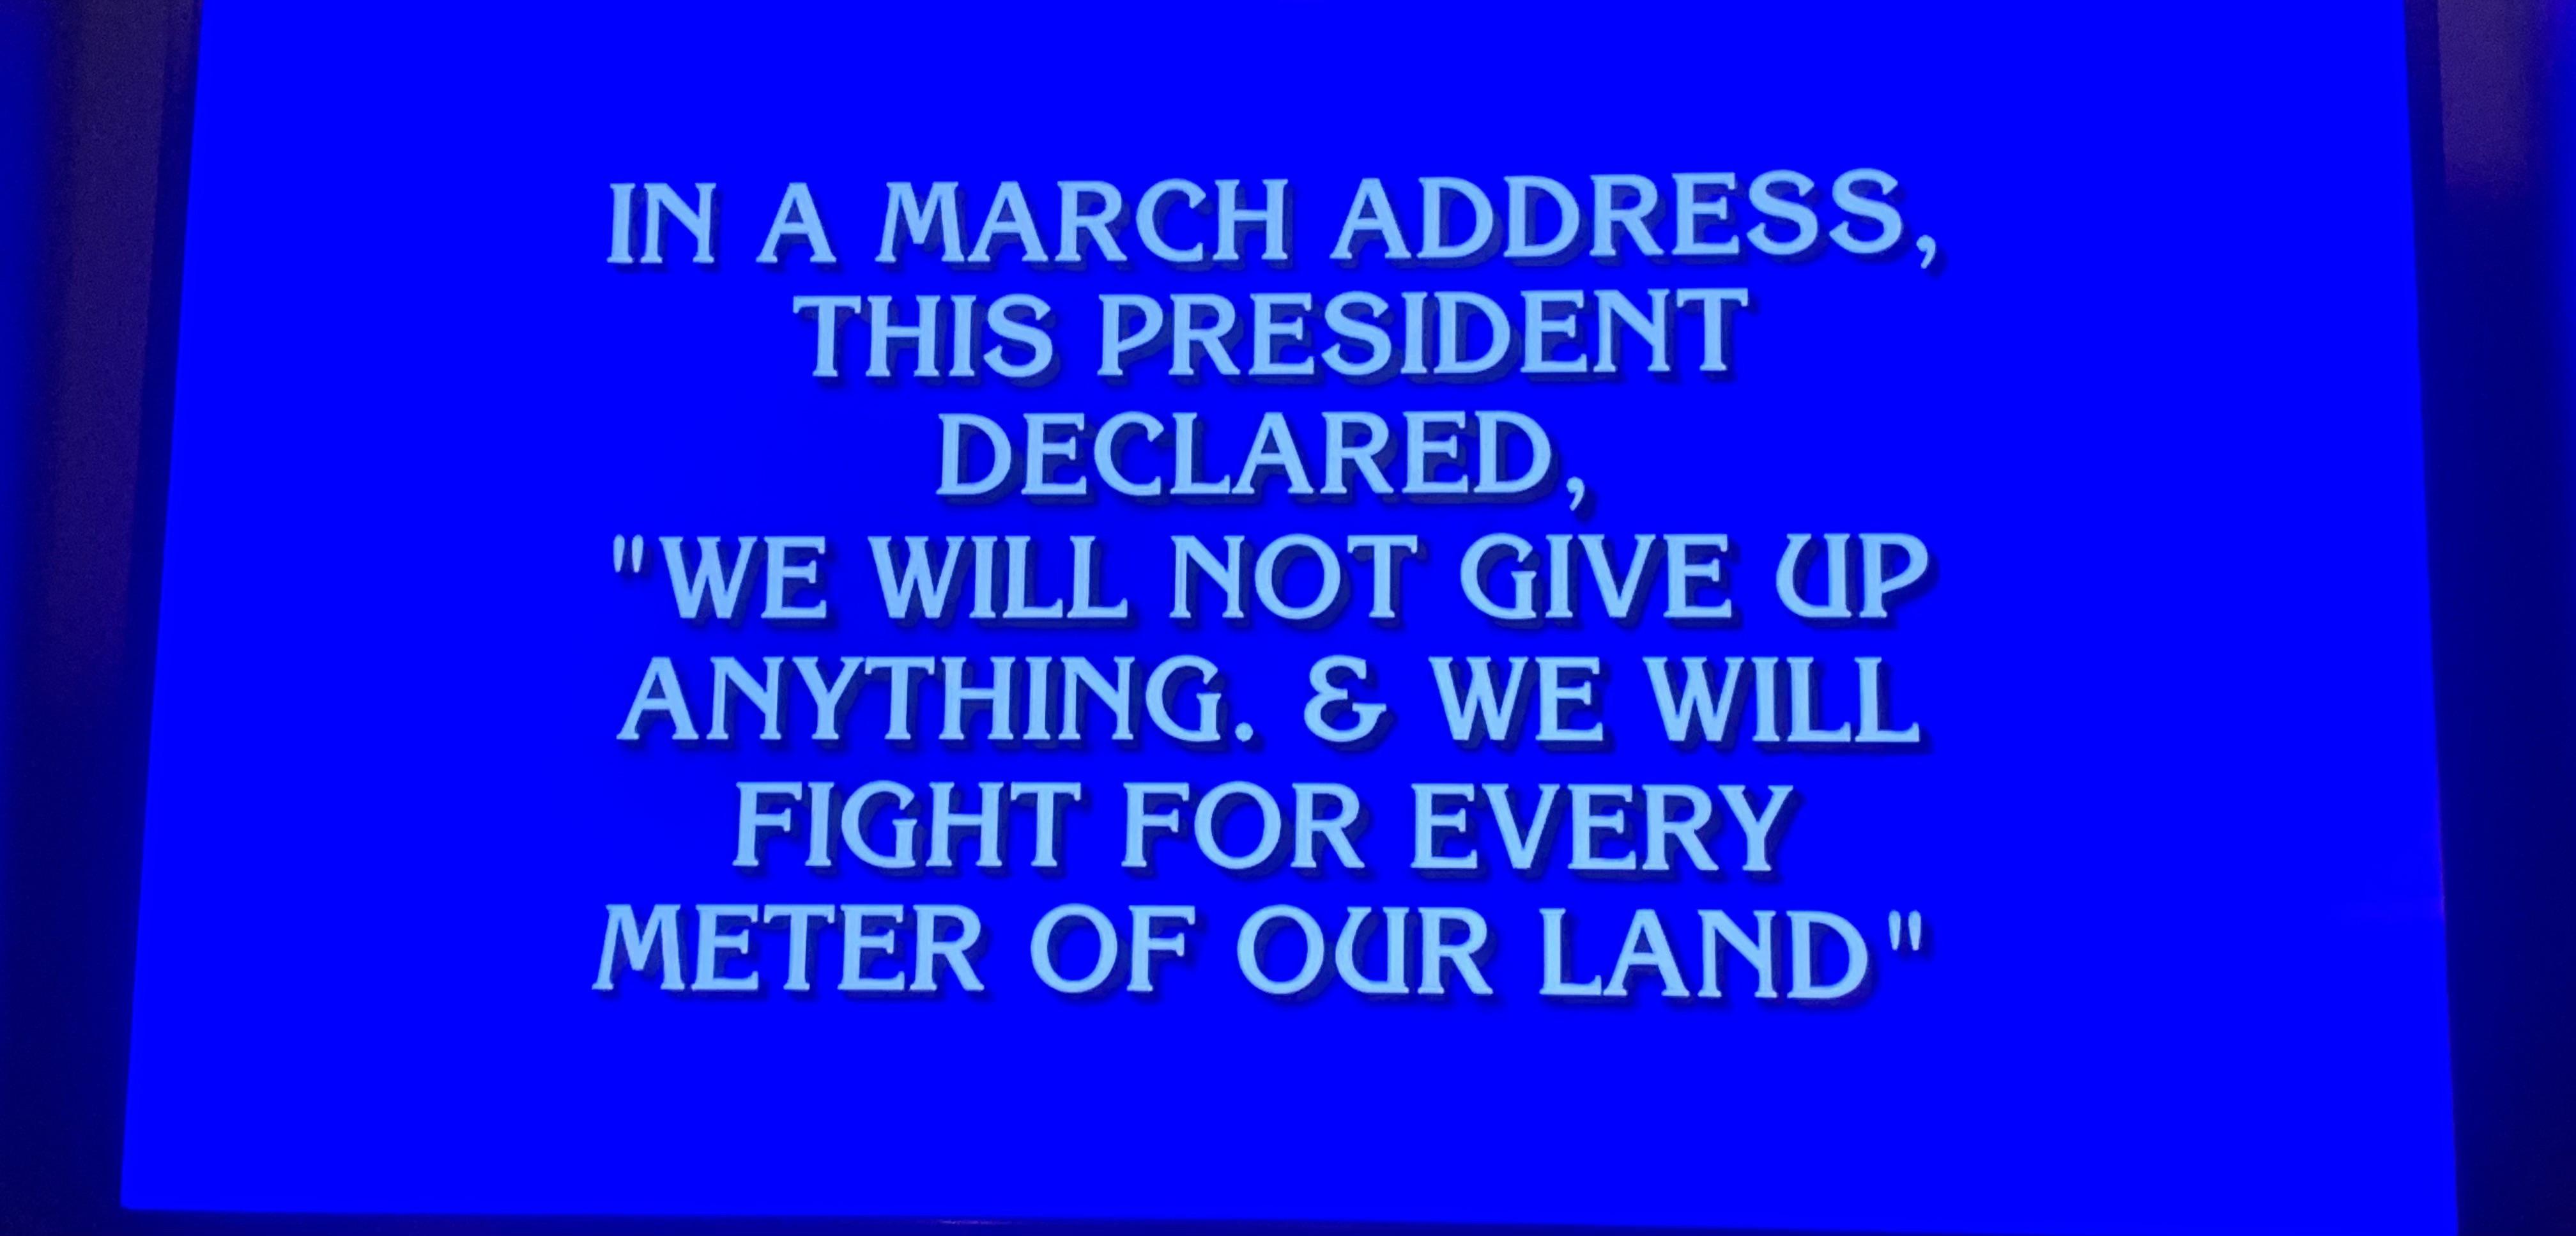 IN A MARCH ADDRESS,
THIS PRESIDENT
DECLARED,
"WE WILL NOT GIVE UP
ANYTHING. & WE WILL
FIGHT FOR EVERY
METER OF OUR LAND"